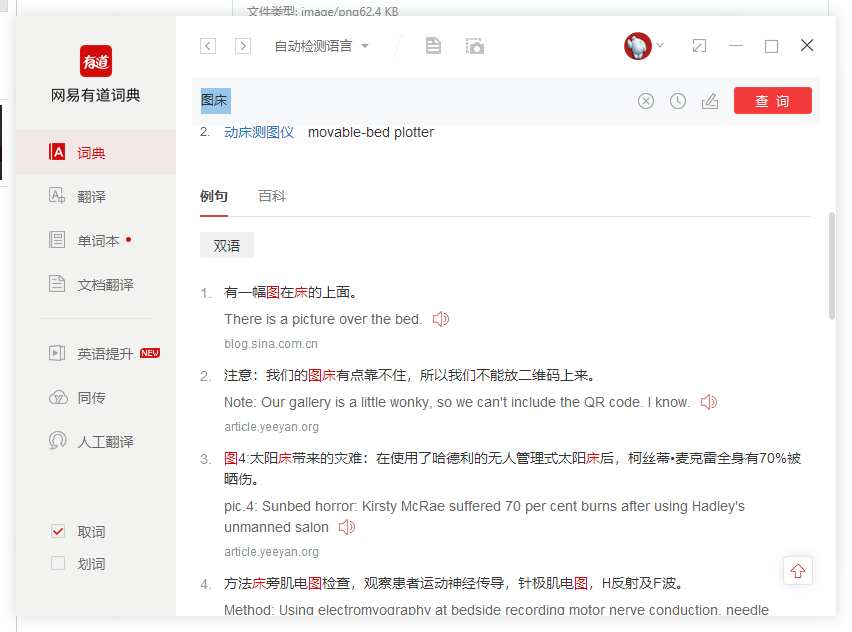 文件类型: image/png62.4 KB
有道
网易有道词典
词典
翻译
单词本
文档翻译
英语提升 NEW
同传
人工翻译
取词
划词
自动检测语言
图床
查 询
2. 动床测图仪 movable-bed plotter
例句 百科
双语
1. 有一幅图在床的上面。
There is a picture over the bed.
blog.sina.com.cn
2. 注意：我们的图床有点靠不住，所以我们不能放二维码上来。
Note: Our gallery is a little wonky, so we can't include the QR code. I know.
article.yeeyan.org
3. 图4:太阳床带来的灾难：在使用了哈德利的无人管理式太阳床后，柯丝蒂•麦克雷全身有70%被
晒伤。
pic.4: Sunbed horror: Kirsty McRae suffered 70 per cent burns after using Hadley's
unmanned salon
article.yeeyan.org
4. 方法床旁肌电图检查，观察患者运动神经传导，针极肌电图，H反射及F波。
Method: Using electromyography at bedside recording motor nerve conduction, needle